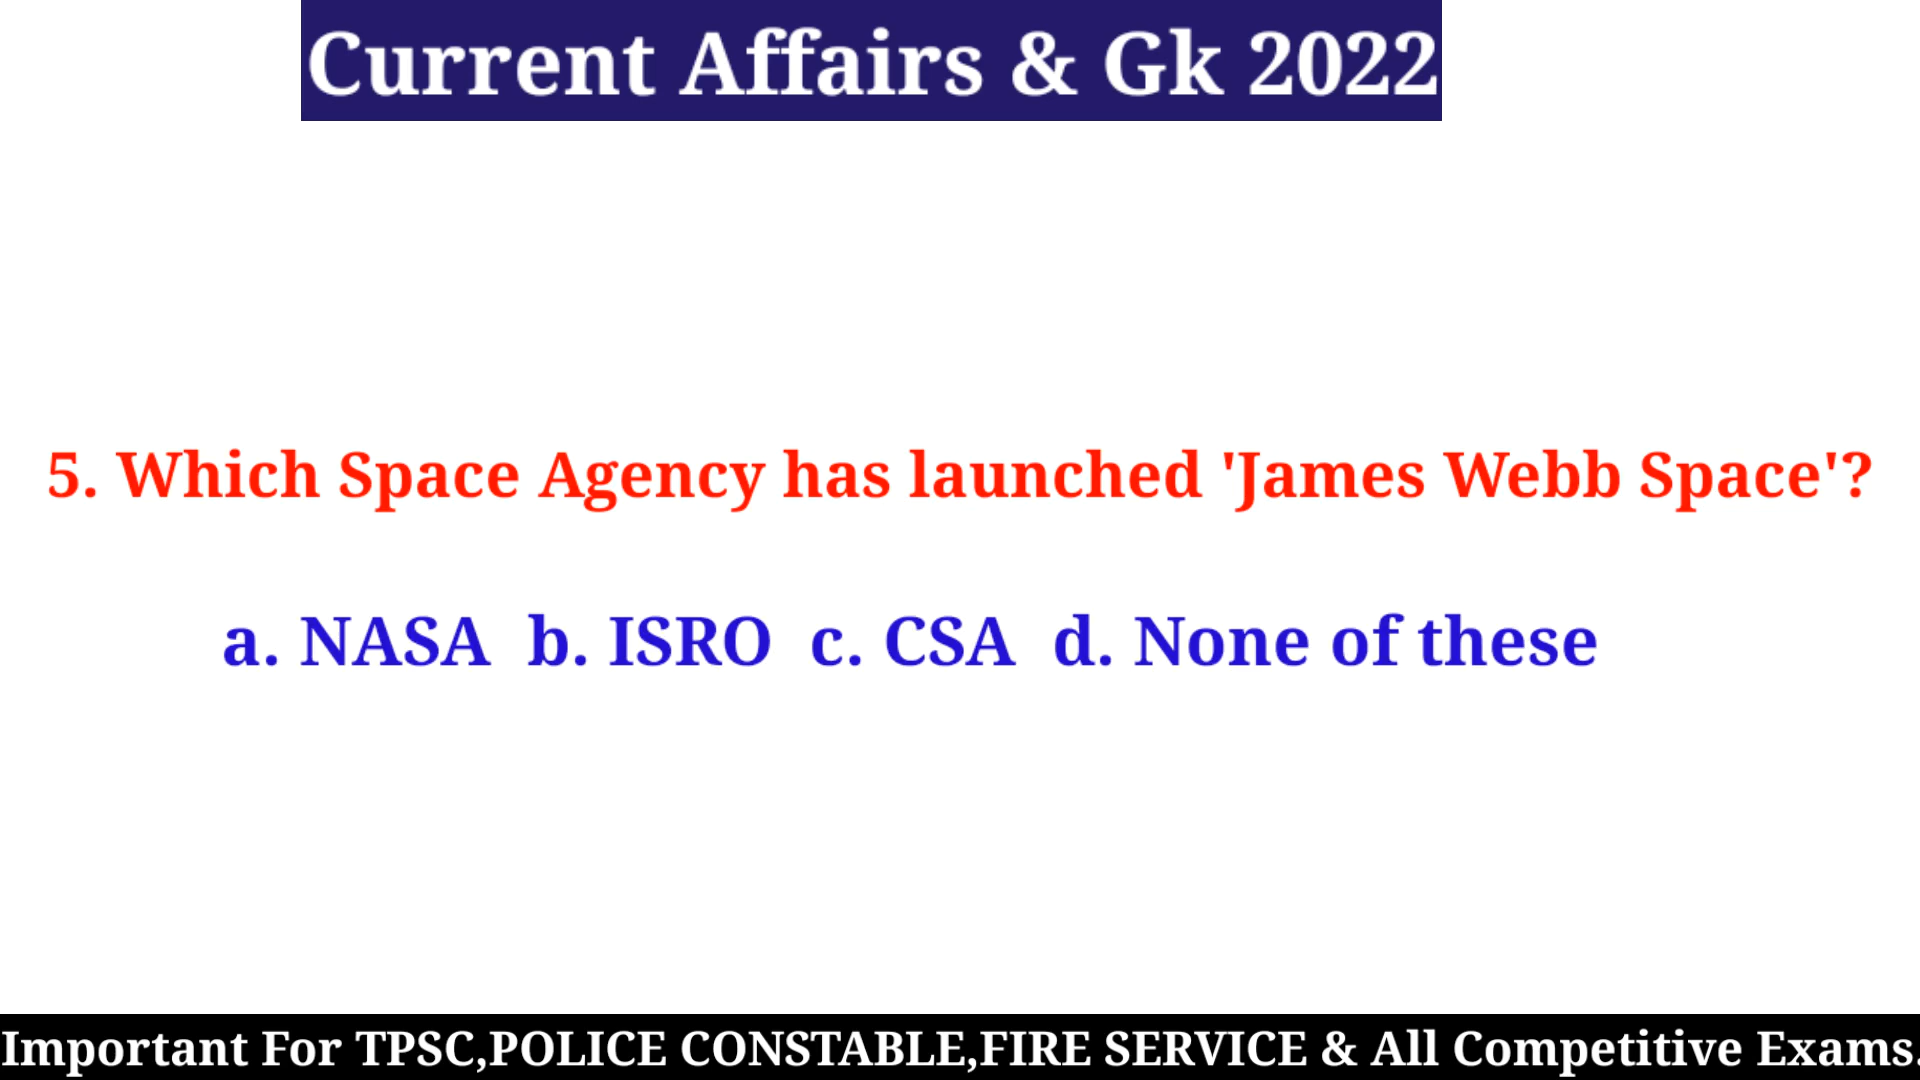 Current Affairs & Gk 2022
5. Which Space Agency has launched 'James Webb Space'?
a. NASA b. ISRO c. CSA d. None of these
Important For TPSC,POLICE CONSTABLE,FIRE SERVICE & All Competitive Exams.